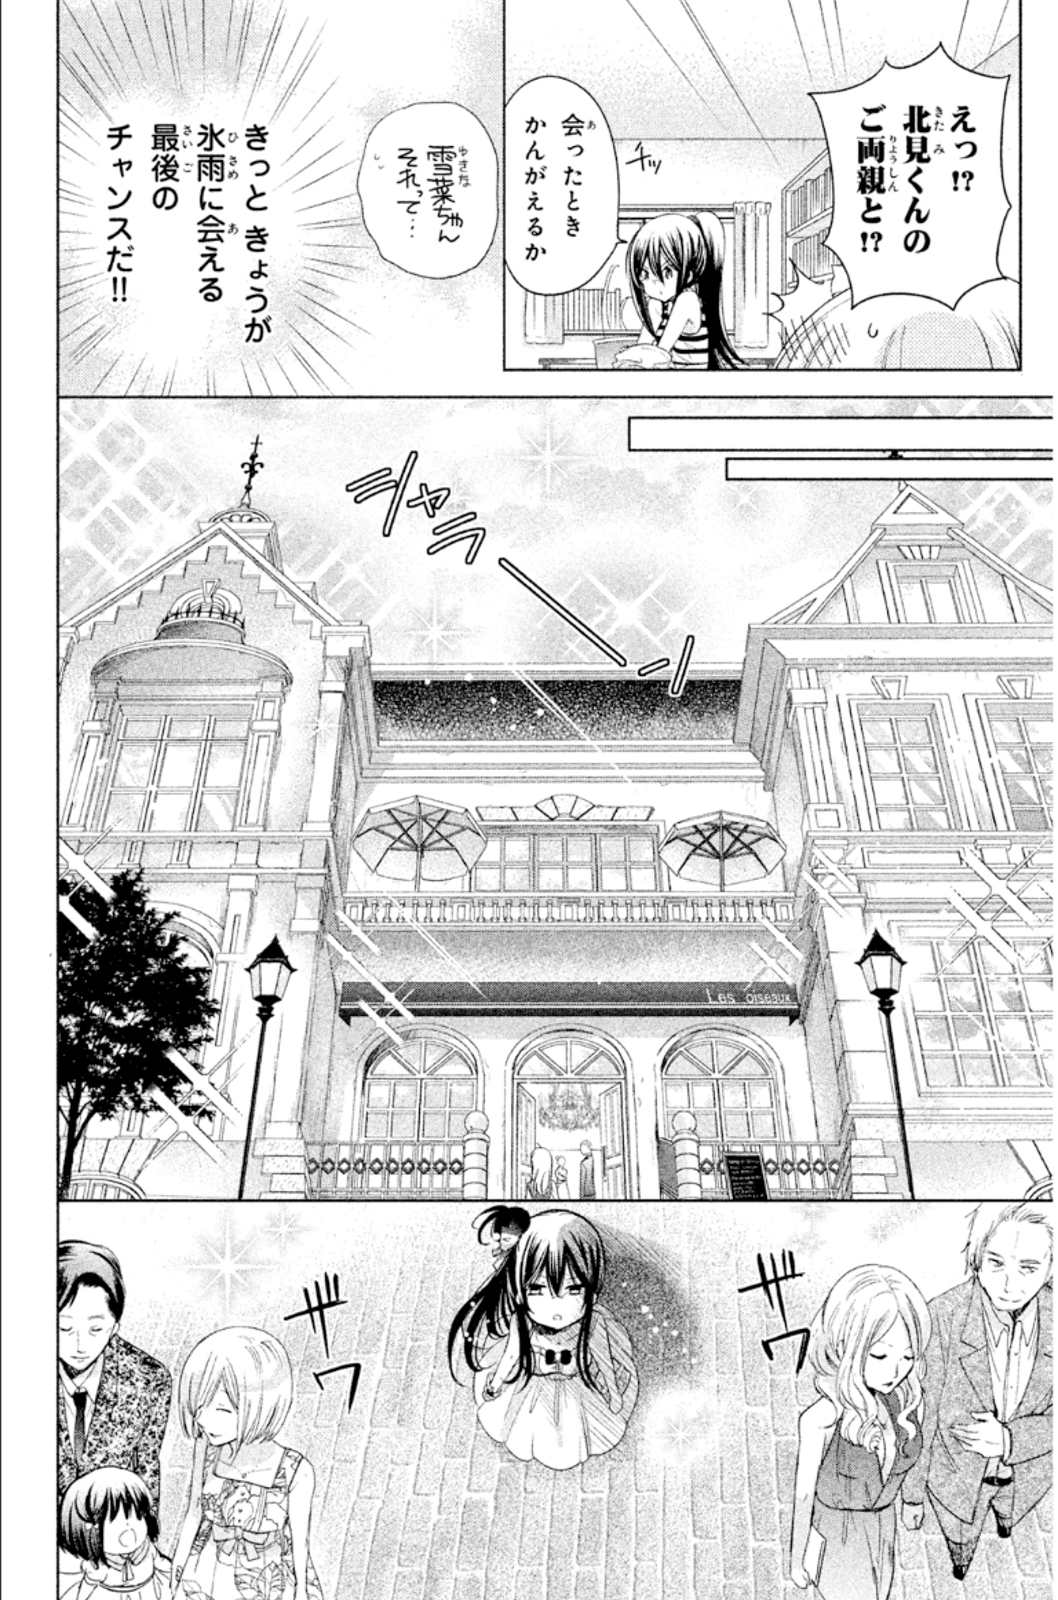 えっ!?
北見くんの
ご両親と!?
キッ
会ったとき
かんがえるか
雪菜ちゃん
それって…
きっと きょうが
氷雨に会える
最後の
チャンスだ!!
シャラーン
Les oiseaux
ザワ
ザワ